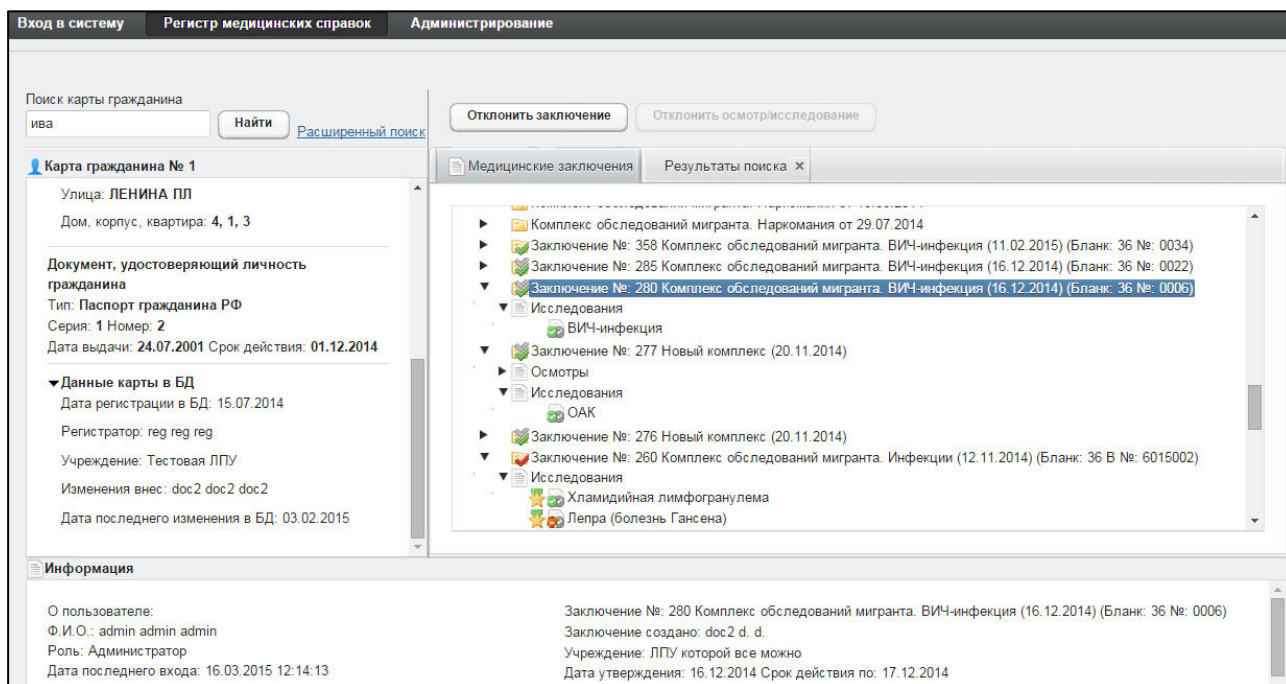 Вход в систему Регистр медицинских справок Администрирование
Поиск карты гражданина
ива Найти Расширенный поиск
Карта гражданина № 1
Улица: ЛЕНИНА ПЛ
Дом, корпус, квартира: 4, 1, 3
Документ, удостоверяющий личность
гражданина
Тип: Паспорт гражданина РФ
Серия: 1 Номер: 2
Дата выдачи: 24.07.2001 Срок действия: 01.12.2014
Данные карты в БД
Дата регистрации в БД: 15.07.2014
Регистратор: reg reg reg
Учреждение: Тестовая ЛПУ
Изменения внес: doc2 doc2 doc2
Дата последнего изменения в БД: 03.02.2015
Отклонить заключение Отклонить осмотр/исследование
Медицинские заключения Результаты поиска ×
Комплекс обследований мигранта. Наркомания от 29.07.2014
Заключение №: 358 Комплекс обследований мигранта. ВИЧ-инфекция (11.02.2015) (Бланк: 36 №: 0034)
Заключение №: 285 Комплекс обследований мигранта. ВИЧ-инфекция (16.12.2014) (Бланк: 36 №: 0022)
Заключение №: 280 Комплекс обследований мигранта. ВИЧ-инфекция (16.12.2014) (Бланк: 36 №: 0006)
Исследования
ВИЧ-инфекция
Заключение №: 277 Новый комплекс (20.11.2014)
Осмотры
Исследования
ОАК
Заключение №: 276 Новый комплекс (20.11.2014)
Заключение №: 260 Комплекс обследований мигранта. Инфекции (12.11.2014) (Бланк: 36 В №: 6015002)
Исследования
Хламидийная лимфогранулема
Лепра (болезнь Гансена)
Информация
О пользователе:
Ф.И.О.: admin admin admin
Роль: Администратор
Дата последнего входа: 16.03.2015 12:14:13
Заключение №: 280 Комплекс обследований мигранта. ВИЧ-инфекция (16.12.2014) (Бланк: 36 №: 0006)
Заключение создано: doc2 d. d.
Учреждение: ЛПУ которой все можно
Дата утверждения: 16.12.2014 Срок действия по: 17.12.2014